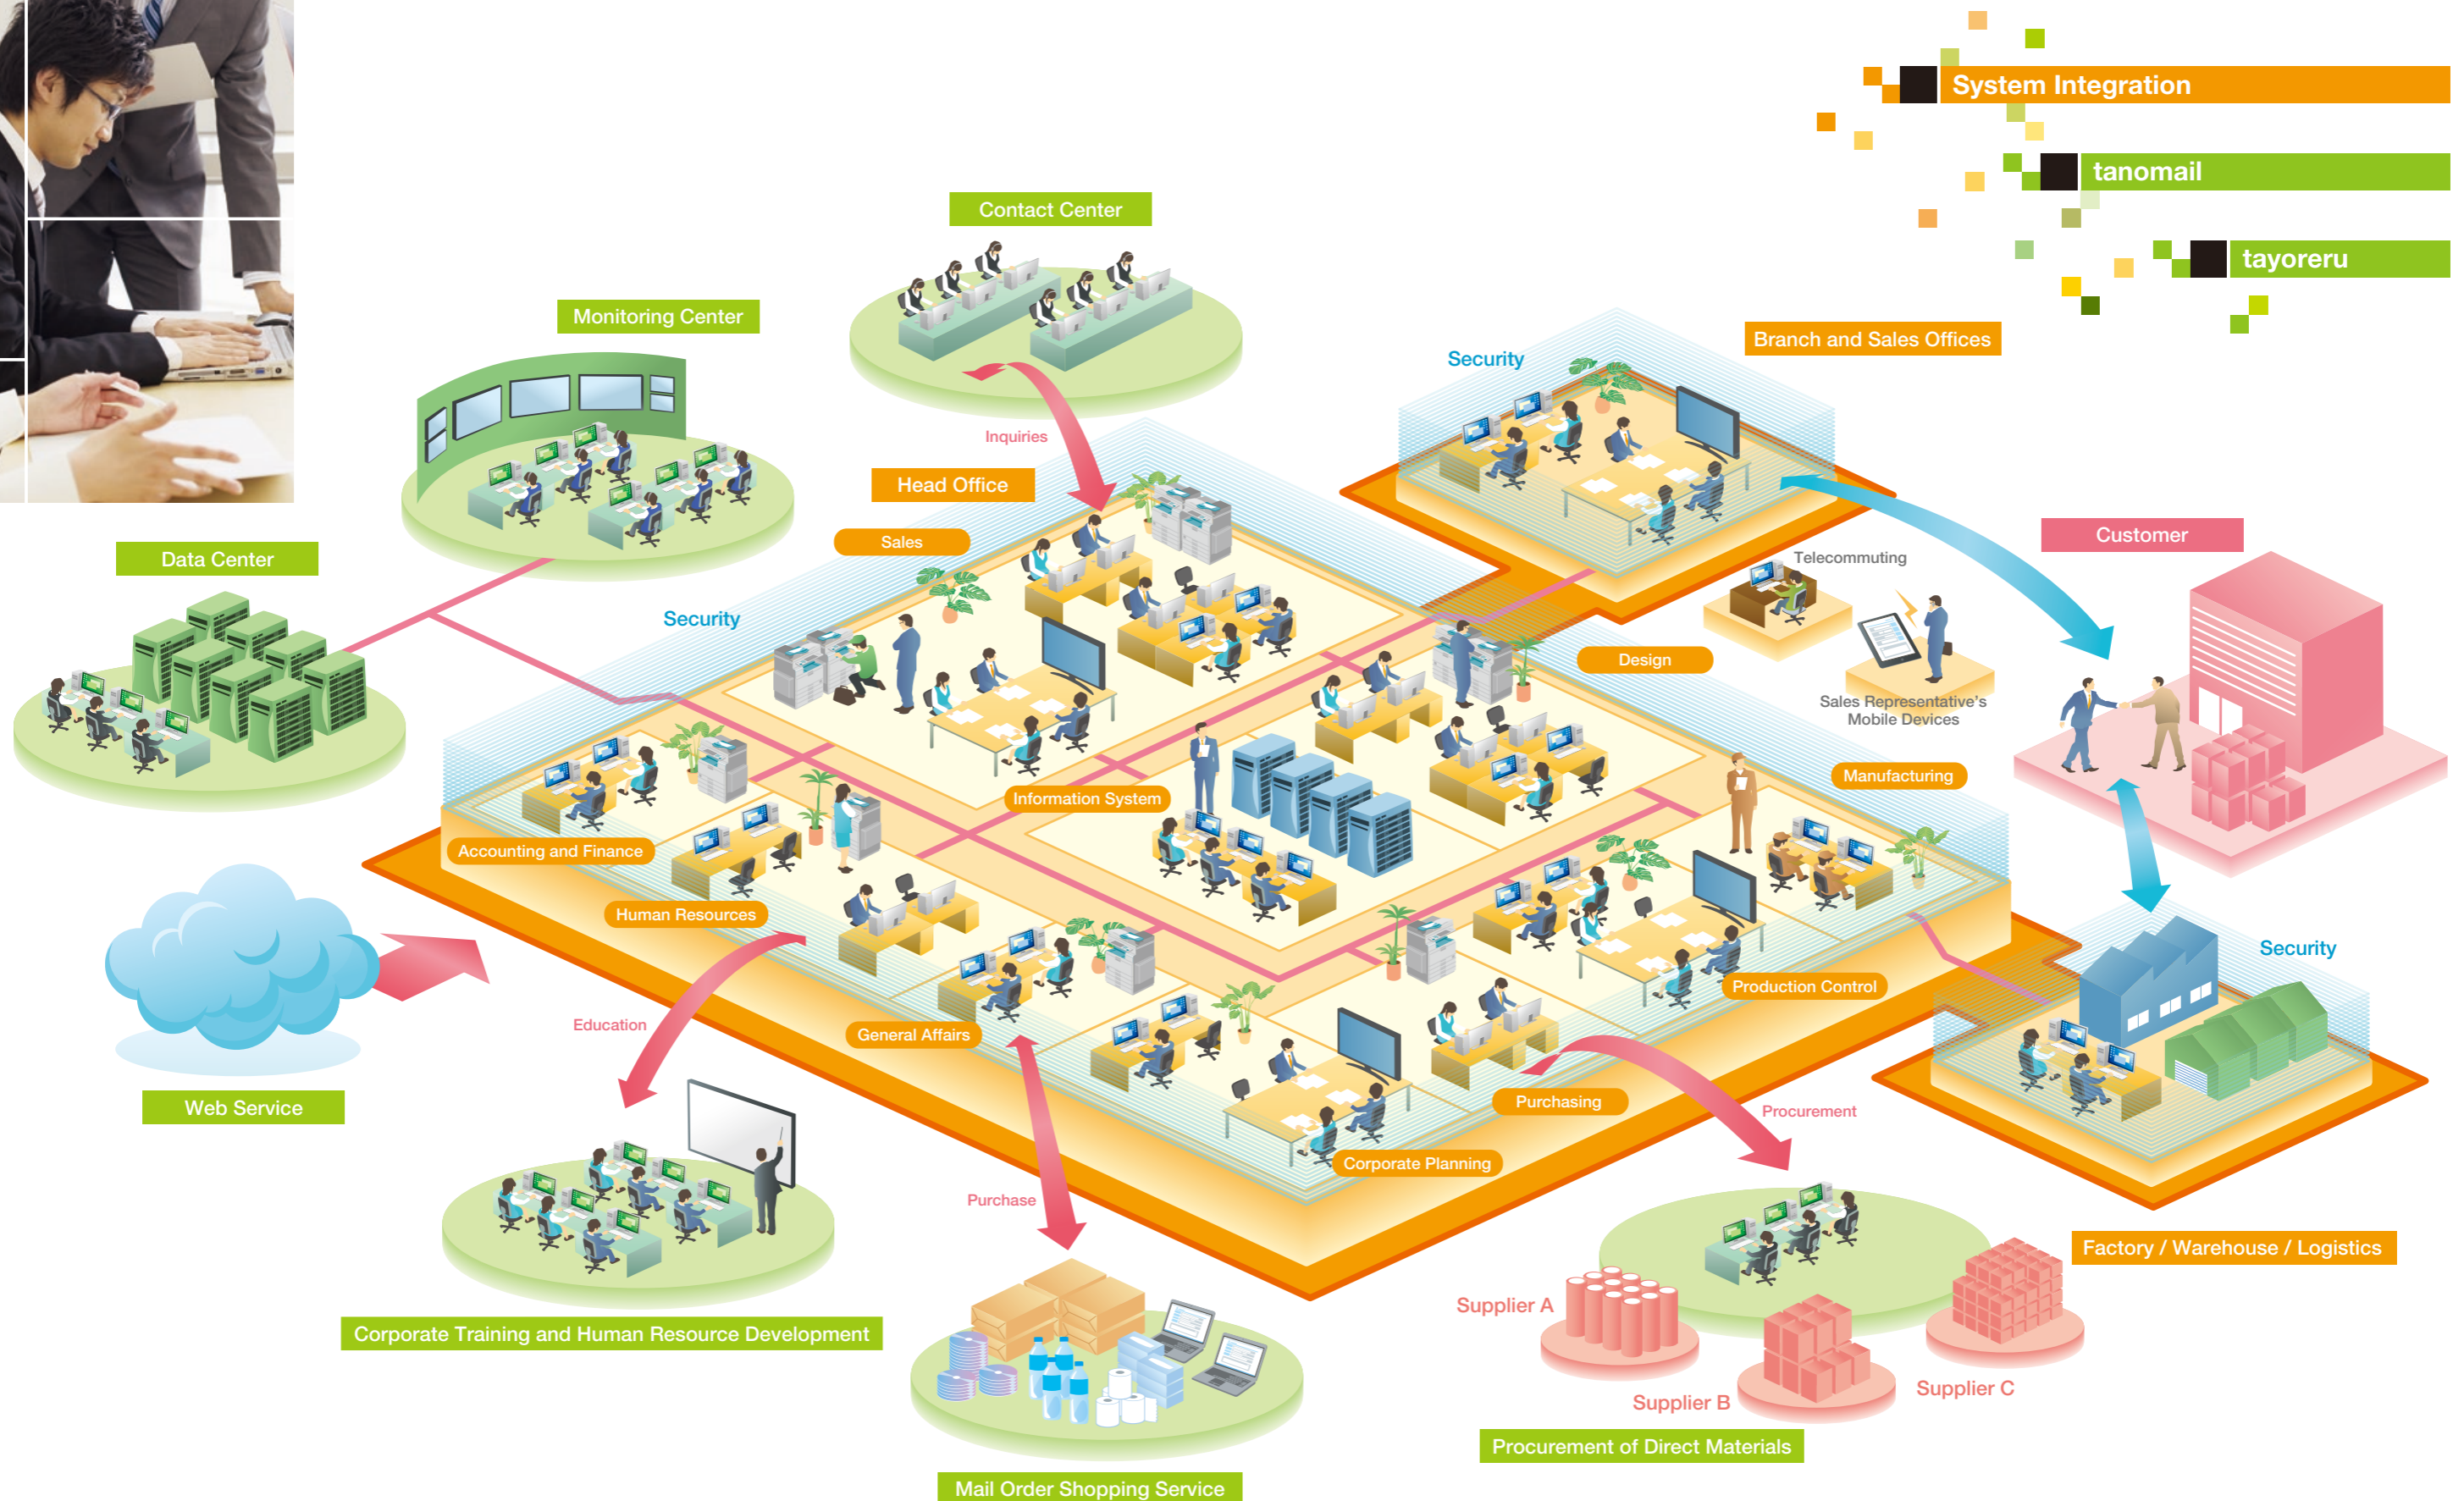 System Integration
tanomail
tayoreru
Contact Center
Monitoring Center
Branch and Sales Offices
Security
Inquiries
Head Office
Customer
Sales
Data Center
Telecommuting
Security
Design
Sales Representative's
Mobile Devices
Manufacturing
Information System
Accounting and Finance
Human Resources
Security
Production Control
Education
General Affairs
Web Service
Purchasing
Procurement
Corporate Planning
Purchase
Factory / Warehouse / Logistics
Supplier A
Corporate Training and Human Resource Development
Supplier C
Supplier B
Procurement of Direct Materials
Mail Order Shopping Service